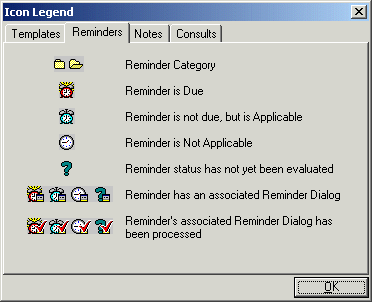 Icon Legend
Templates Reminders Notes Consults
Reminder Category
Reminder is Due
Reminder is not due, but is Applicable
Reminder is Not Applicable
Reminder status has not yet been evaluated
Reminder has an associated Reminder Dialog
Reminder's associated Reminder Dialog has
been processed
OK